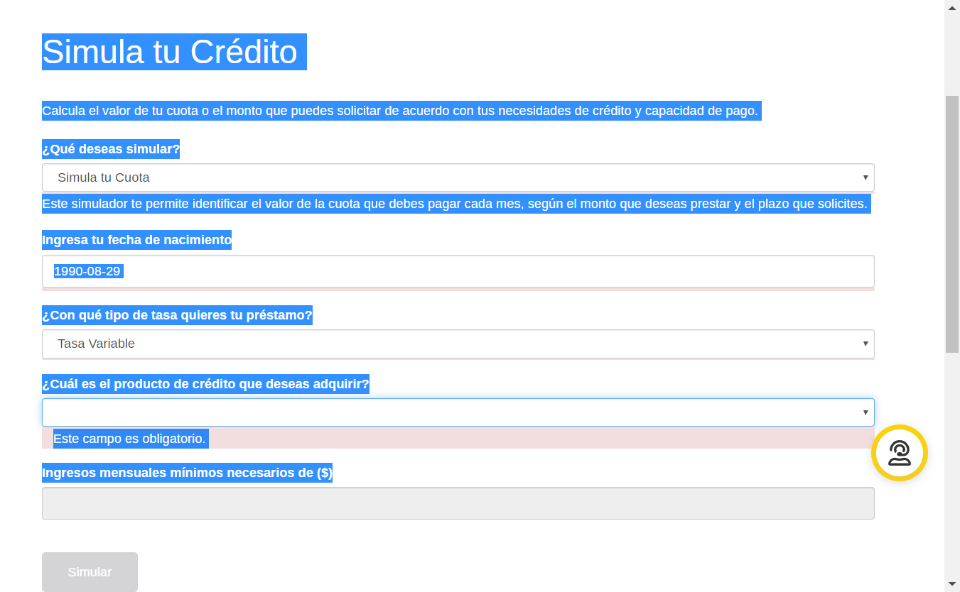 Simula tu Crédito
Calcula el valor de tu cuota o el monto que puedes solicitar de acuerdo con tus necesidades de crédito y capacidad de pago.
¿Qué deseas simular?
Simula tu Cuota
Este simulador te permite identificar el valor de la cuota que debes pagar cada mes, según el monto que deseas prestar y el plazo que solicites.
Ingresa tu fecha de nacimiento
1990-08-29
¿Con qué tipo de tasa quieres tu préstamo?
Tasa Variable
¿Cuál es el producto de crédito que deseas adquirir?
Este campo es obligatorio.
Ingresos mensuales mínimos necesarios de ($)
Simular